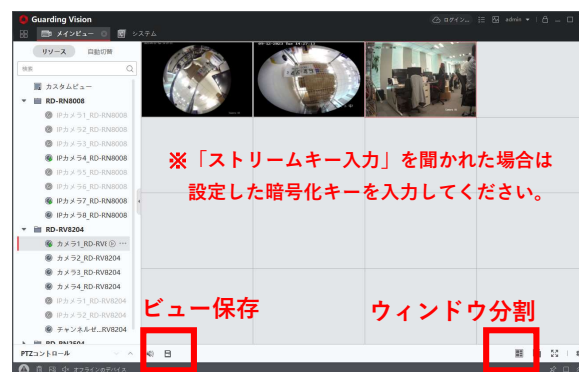 Guarding Vision
ログイン...
admin
メインビュー
システム
リソース
自動切替
検索
カスタムビュー
RD-RN8008
IPカメラ1_RD-RN8008
IPカメラ2_RD-RN8008
IPカメラ3_RD-RN8008
IPカメラ4_RD-RN8008
IPカメラ5_RD-RN8008
IPカメラ6_RD-RN8008
IPカメラ7_RD-RN8008
IPカメラ8_RD-RN8008
RD-RV8204
カメラ1_RD-RV8
カメラ2_RD-RV8204
カメラ3_RD-RV8204
カメラ4_RD-RV8204
IPカメラ1_RD-RV8204
IPカメラ2_RD-RV8204
チャンネルゼ...RV8204
PTZコントロール
※「ストリームキー入力」を聞かれた場合は
設定した暗号化キーを入力してください。
ビュー保存
ウィンドウ分割
オフラインのデバイス